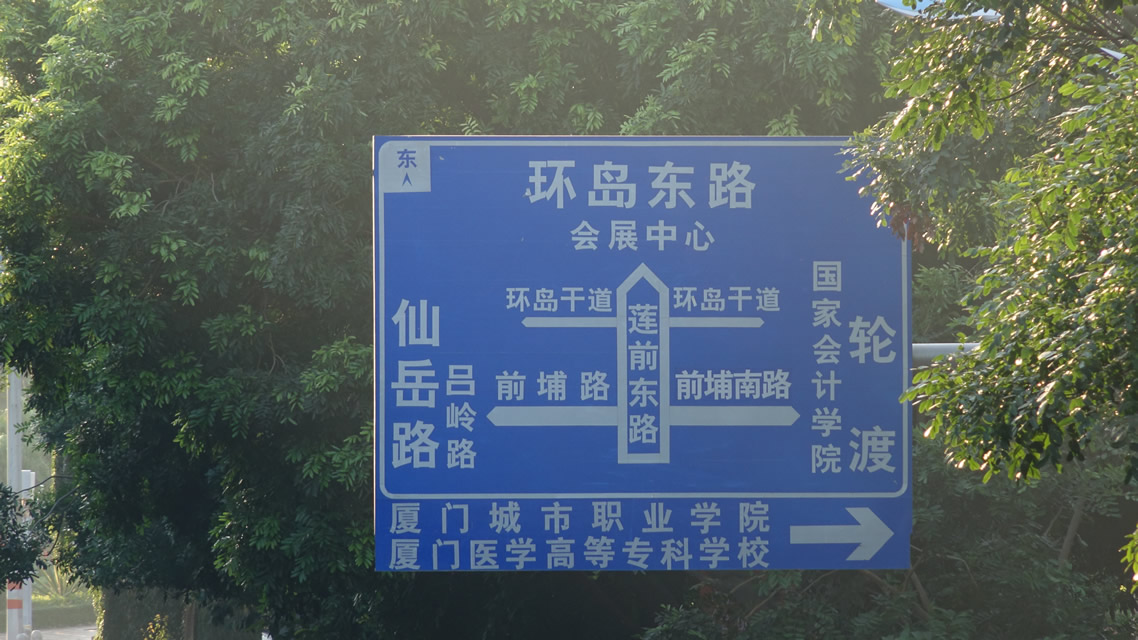 东
环岛东路
会展中心
环岛干道
环岛干道
莲前东路
仙岳路
吕岭路
前埔路
前埔南路
国家会计学院
轮渡
厦门城市职业学院
厦门医学高等专科学校